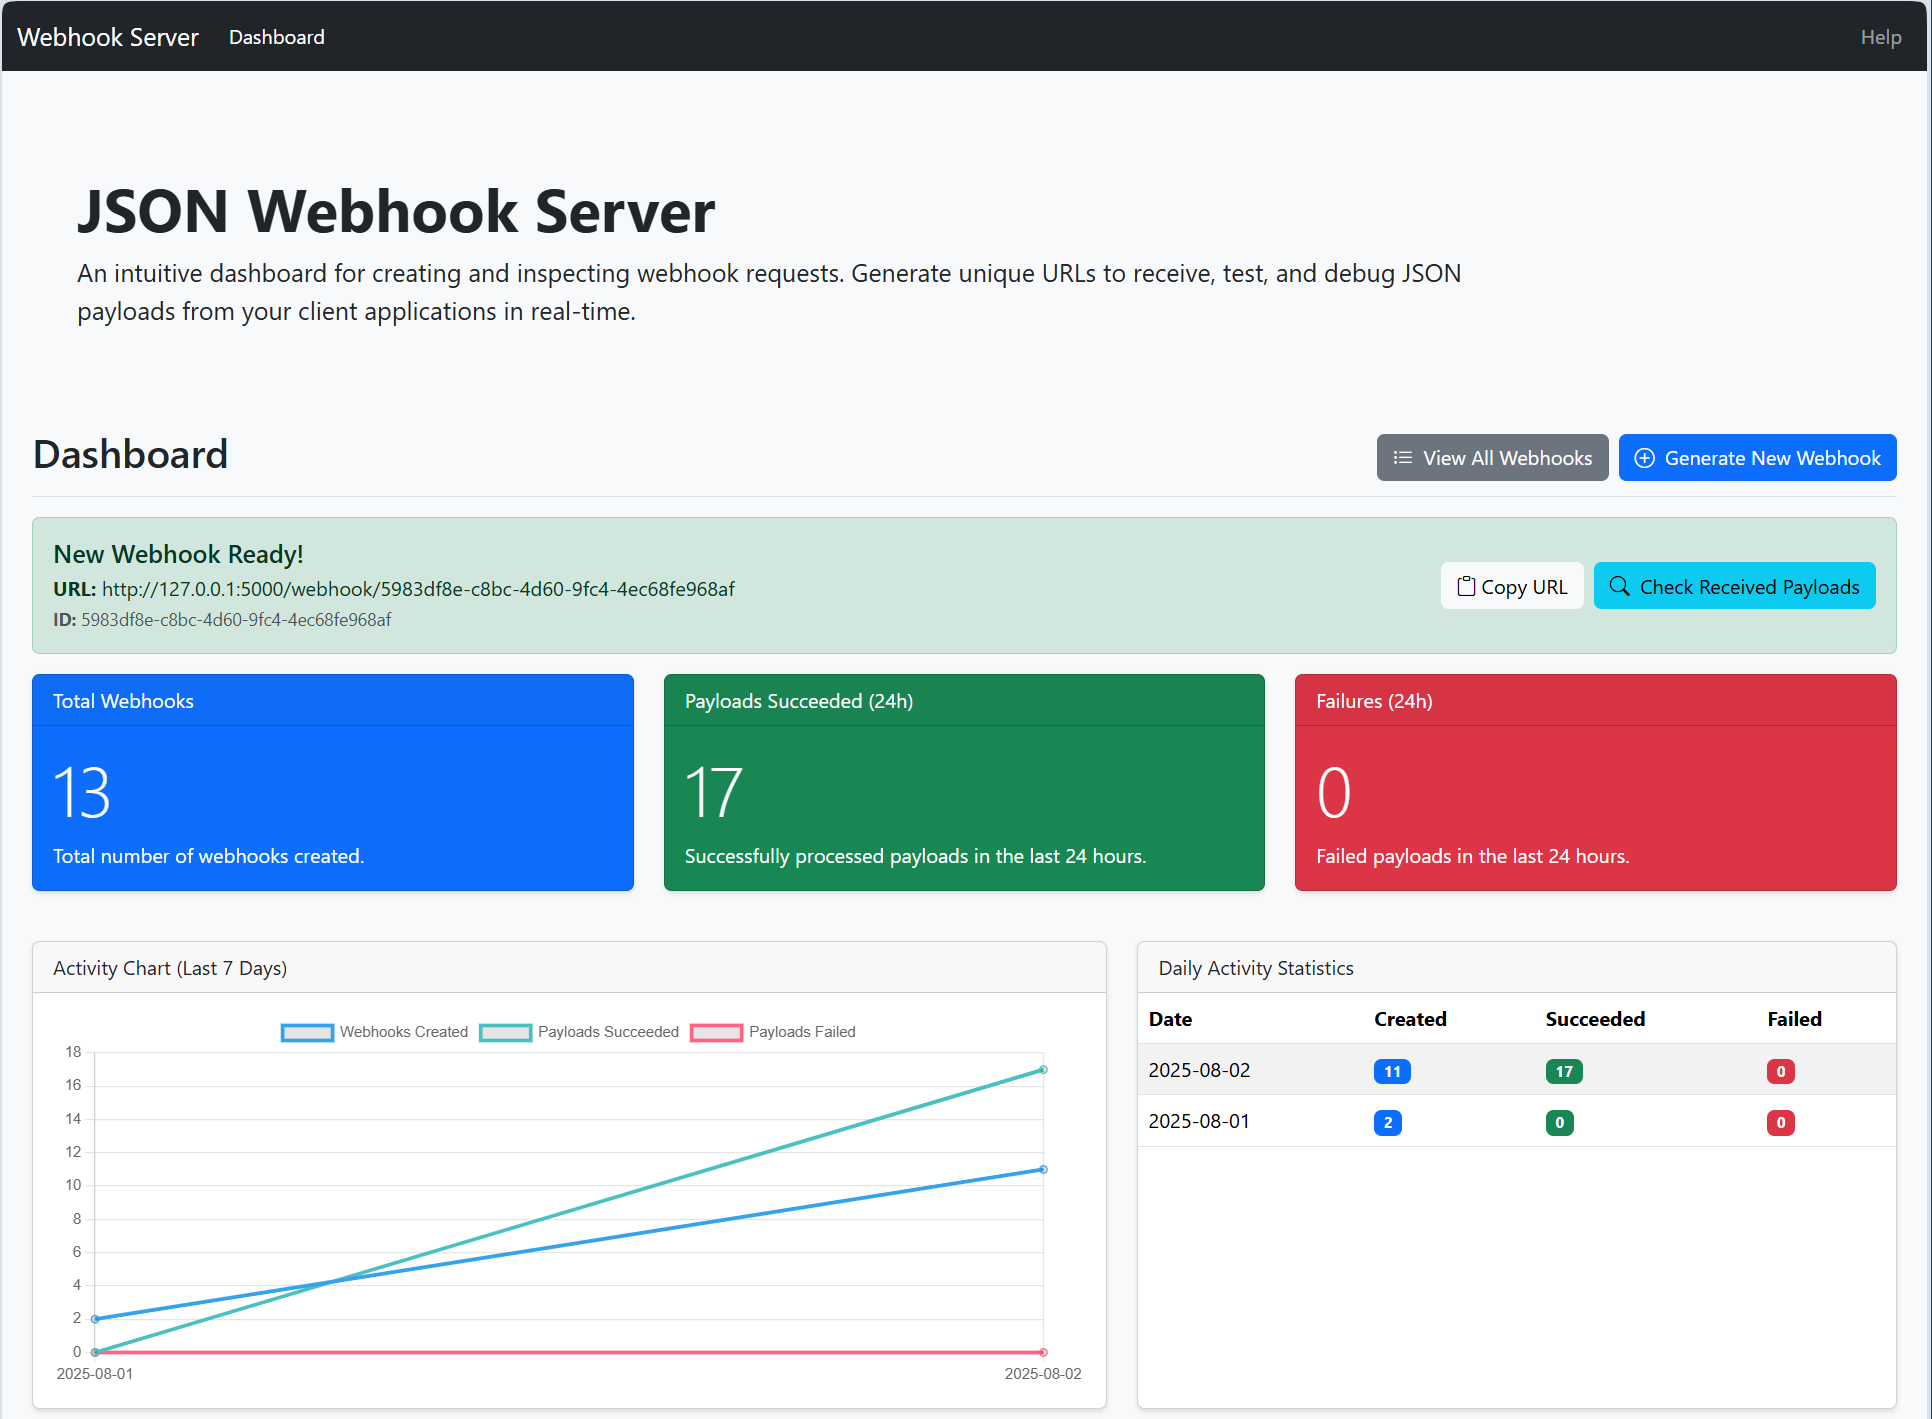 Webhook Server Dashboard Help
JSON Webhook Server
An intuitive dashboard for creating and inspecting webhook requests. Generate unique URLs to receive, test, and debug JSON
payloads from your client applications in real-time.
Dashboard
View All Webhooks
Generate New Webhook
New Webhook Ready!
URL: http://127.0.0.1:5000/webhook/5983df8e-c8bc-4d60-9fc4-4ec68fe968af
ID: 5983df8e-c8bc-4d60-9fc4-4ec68fe968af
Copy URL
Check Received Payloads
Total Webhooks
13
Total number of webhooks created.
Payloads Succeeded (24h)
17
Successfully processed payloads in the last 24 hours.
Failures (24h)
0
Failed payloads in the last 24 hours.
Activity Chart (Last 7 Days)
Webhooks Created Payloads Succeeded Payloads Failed
18
16
14
12
10
8
6
4
2
0
2025-08-01 2025-08-02
Daily Activity Statistics
Date Created Succeeded Failed
2025-08-02 11 17 0
2025-08-01 2 0 0